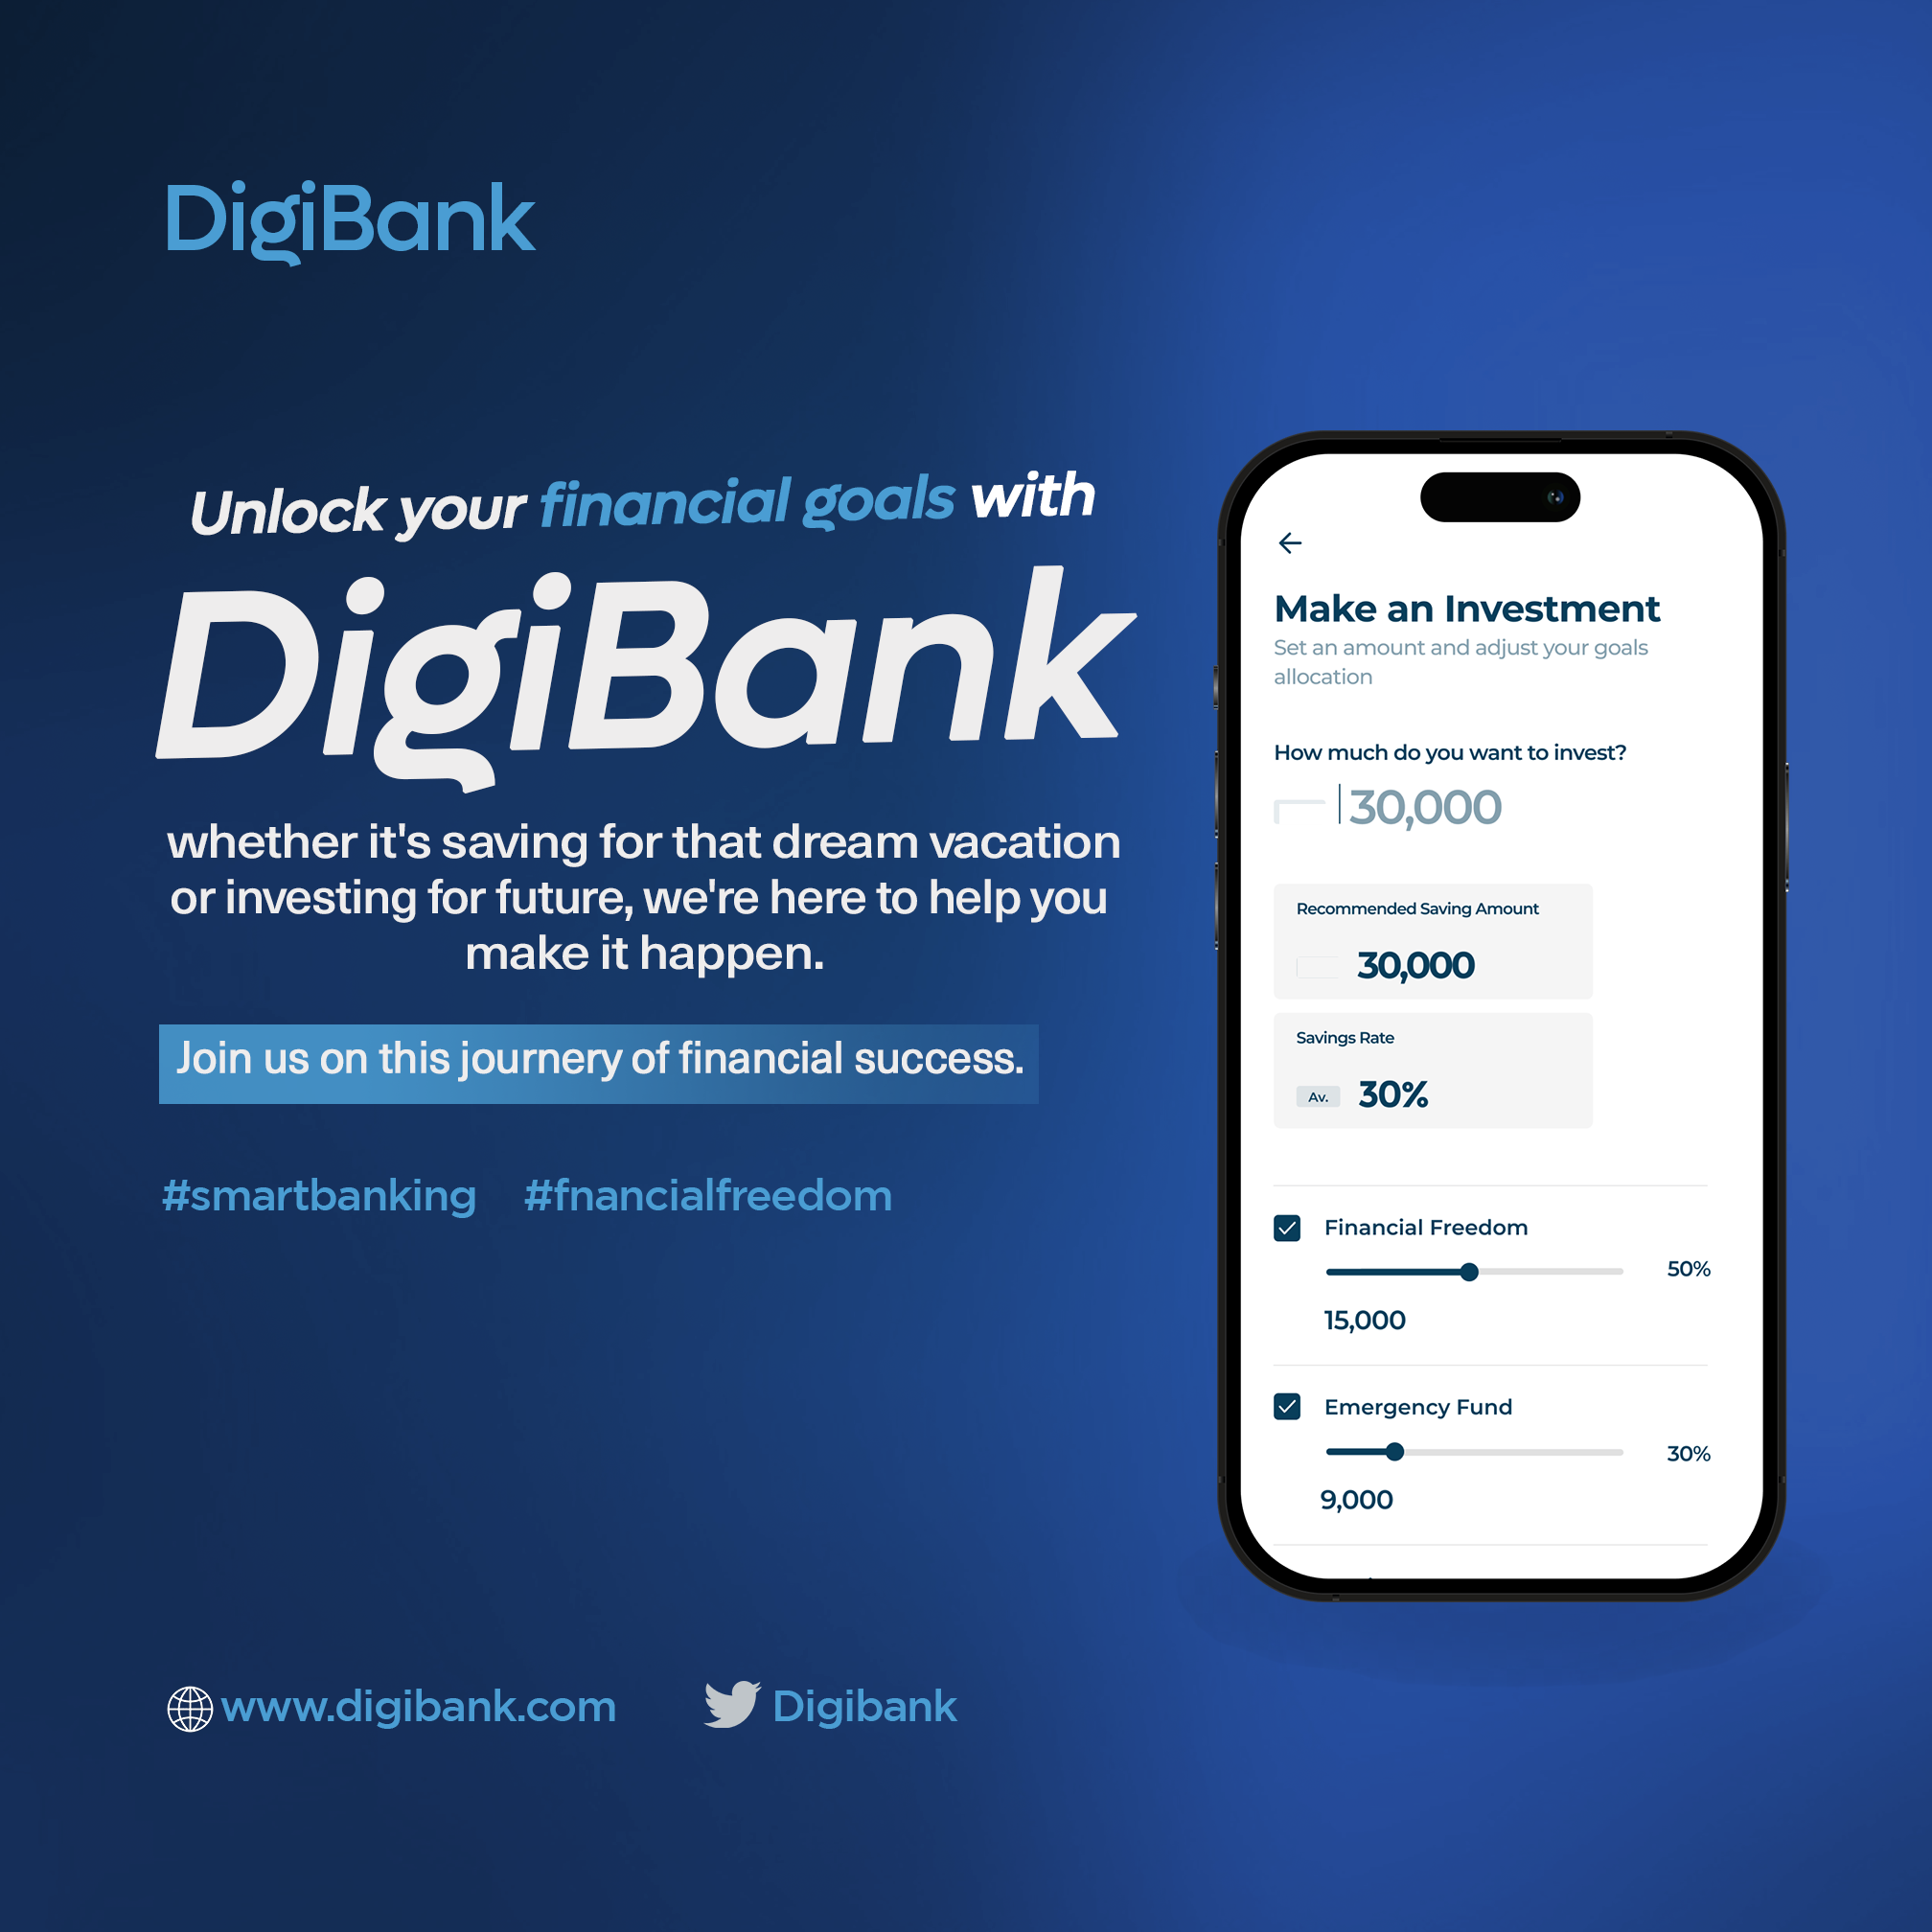 DigiBank
Unlock your financial goals with
DigiBank
whether it's saving for that dream vacation
or investing for future, we're here to help you
make it happen.
Join us on this journery of financial success.
#smartbanking #fnancialfreedom
www.digibank.com Digibank
Make an Investment
Set an amount and adjust your goals
allocation
How much do you want to invest?
30,000
Recommended Saving Amount
30,000
Savings Rate
Av. 30%
Financial Freedom
50%
15,000
Emergency Fund
30%
9,000